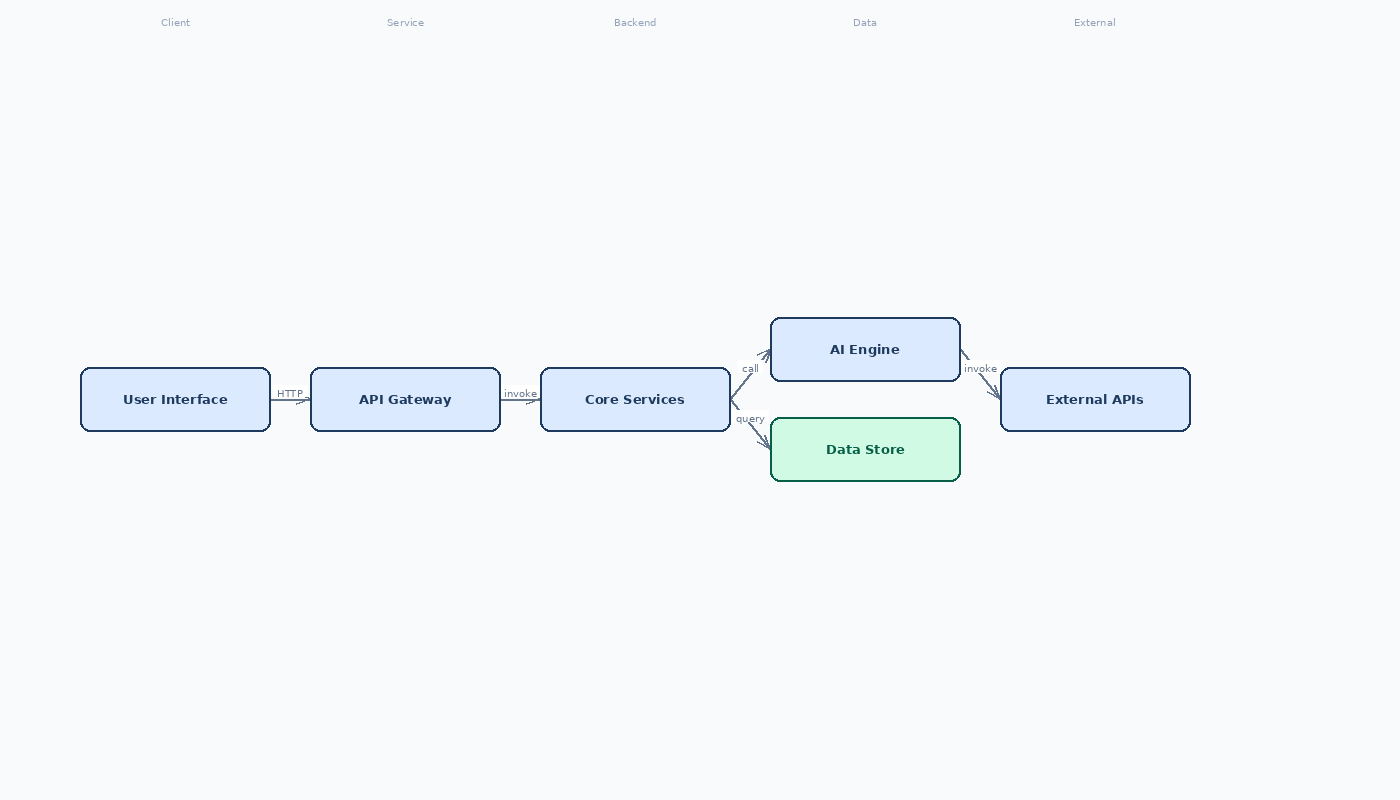 Client
Service
Backend
Data
External
User Interface
HTTP
API Gateway
invoke
Core Services
call
query
AI Engine
Data Store
invoke
External APIs